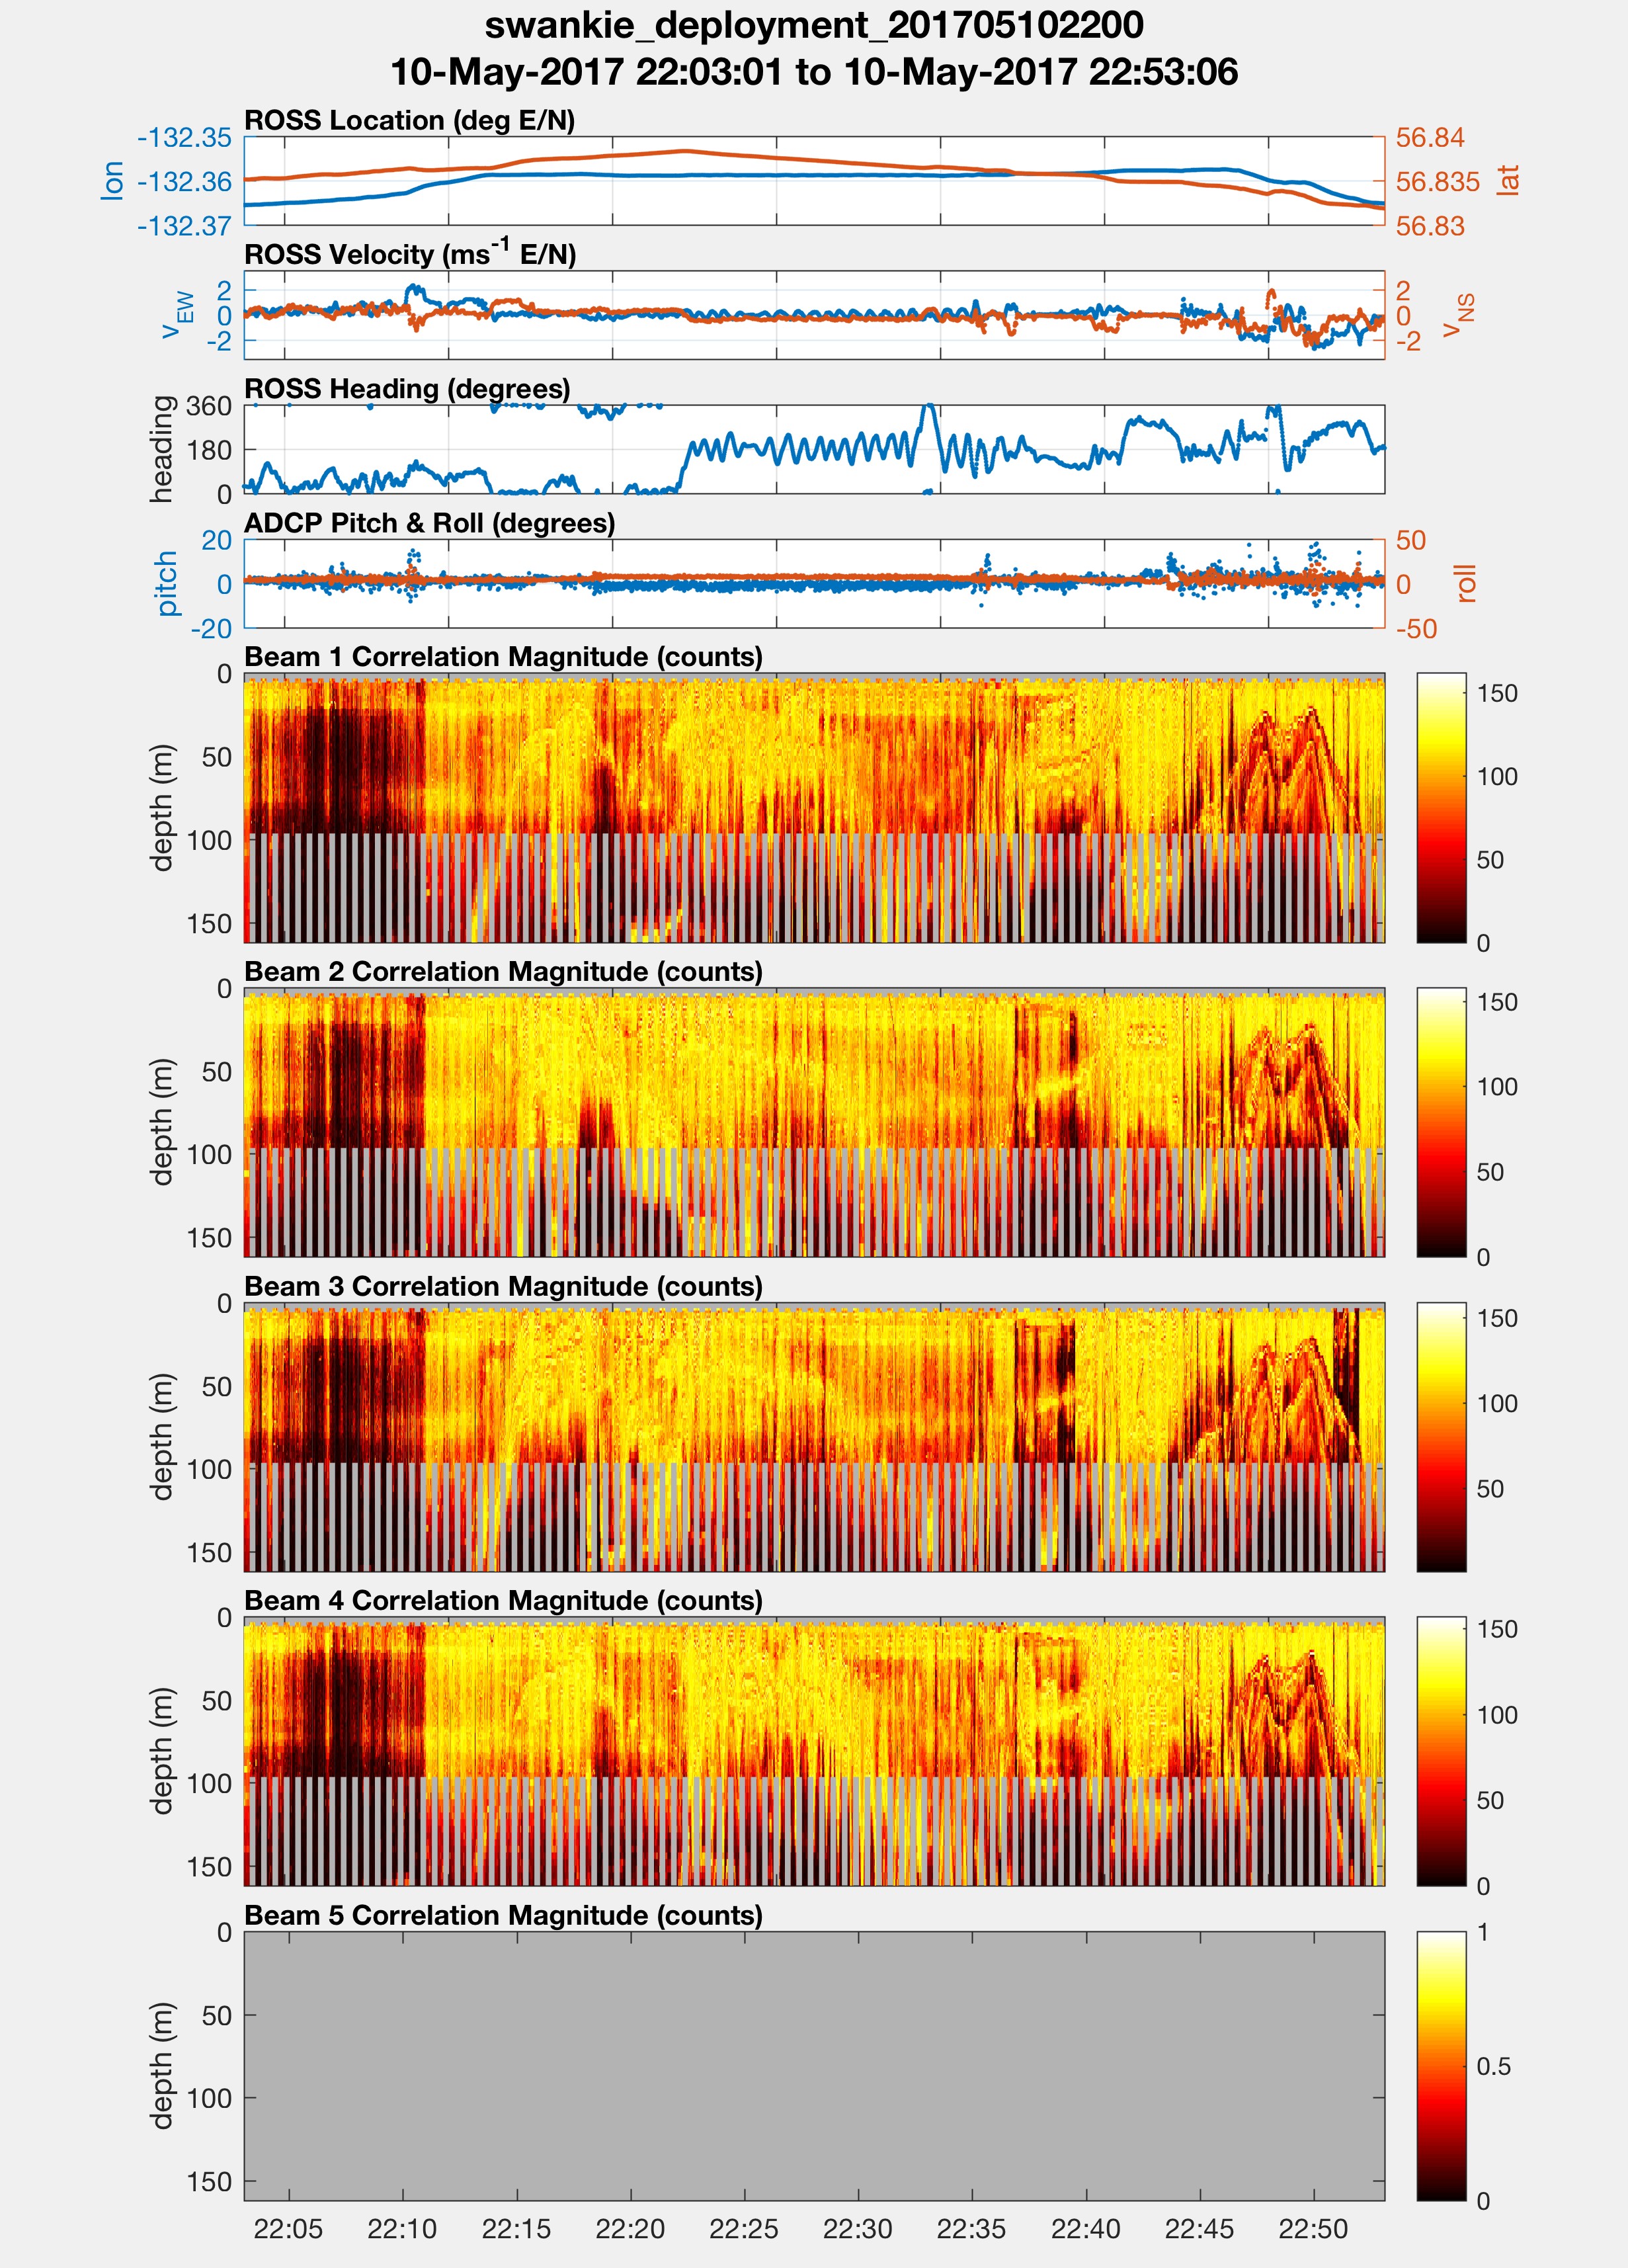 swankie_deployment_201705102200
10-May-2017 22:03:01 to 10-May-2017 22:53:06
ROSS Location (deg E/N)
-132.35
-132.36
-132.37
lon
56.84
56.835
56.83
lat
ROSS Velocity (ms-1 E/N)
2
0
-2
vEW
2
0
-2
vNS
ROSS Heading (degrees)
360
180
0
heading
ADCP Pitch & Roll (degrees)
20
0
-20
pitch
50
0
-50
roll
Beam 1 Correlation Magnitude (counts)
0
50
100
150
depth (m)
150
100
50
0
Beam 2 Correlation Magnitude (counts)
0
50
100
150
depth (m)
150
100
50
0
Beam 3 Correlation Magnitude (counts)
0
50
100
150
depth (m)
150
100
50
Beam 4 Correlation Magnitude (counts)
0
50
100
150
depth (m)
150
100
50
0
Beam 5 Correlation Magnitude (counts)
0
50
100
150
depth (m)
1
0.5
0
22:05 22:10 22:15 22:20 22:25 22:30 22:35 22:40 22:45 22:50